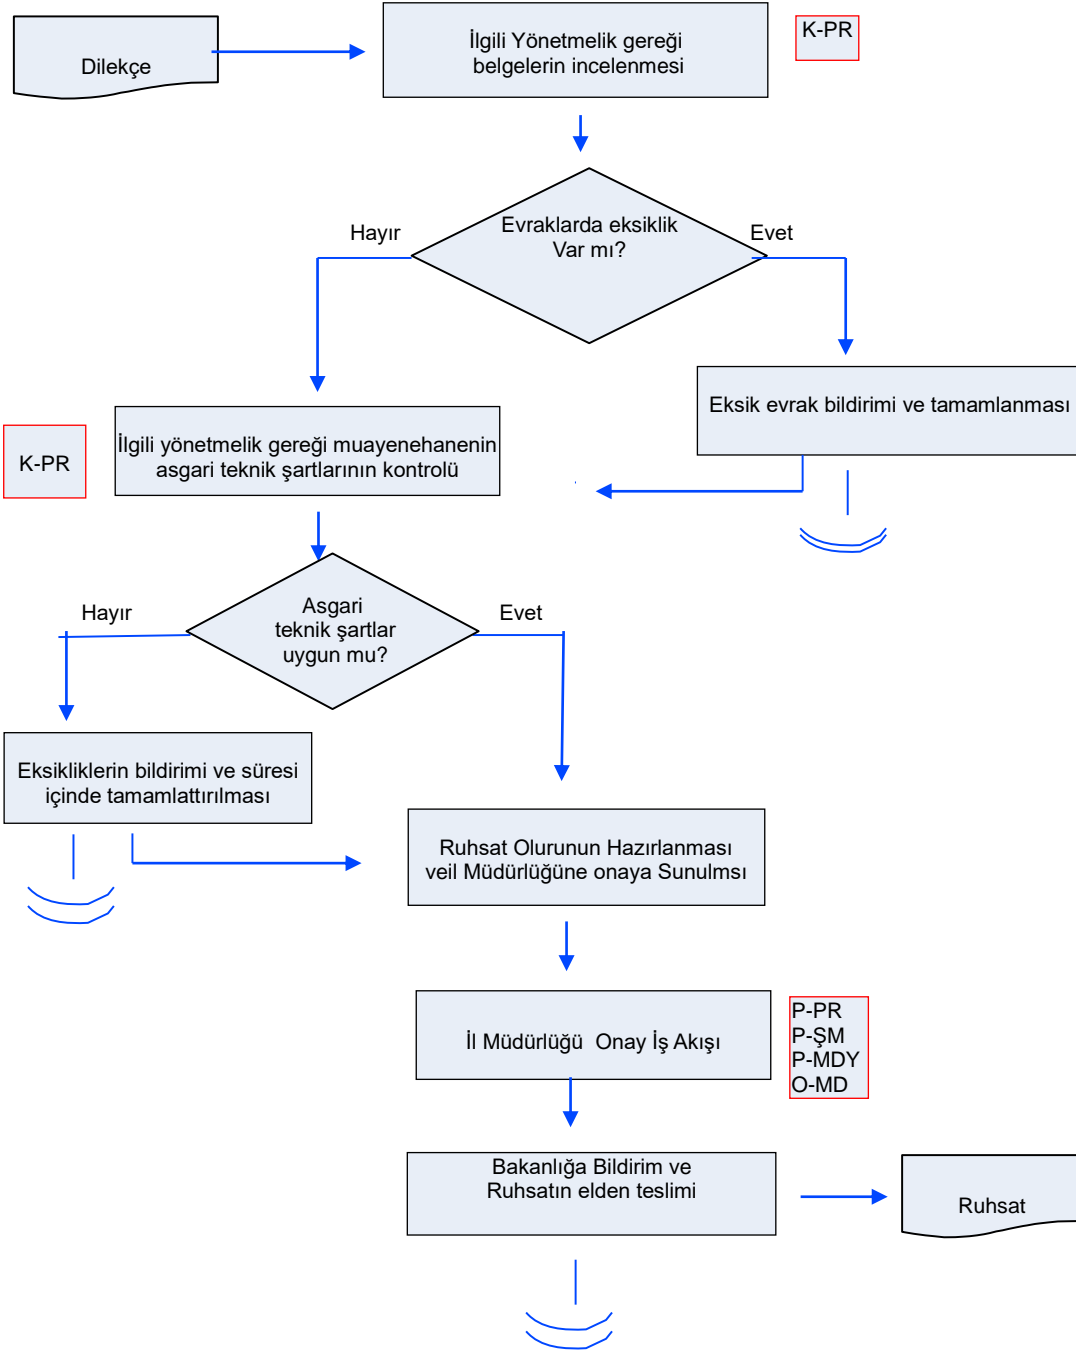 Dilekçe
İlgili Yönetmelik gereği
belgelerin incelenmesi
K-PR
Evraklarda eksiklik
Var mı?
Hayır
Evet
Eksik evrak bildirimi ve tamamlanması
K-PR
İlgili yönetmelik gereği muayenehanenin
asgari teknik şartlarının kontrolü
Asgari
teknik şartlar
uygun mu?
Hayır
Evet
Eksikliklerin bildirimi ve süresi
içinde tamamlattırılması
Ruhsat Olurunun Hazırlanması
veil Müdürlüğüne onaya Sunulmsı
İl Müdürlüğü  Onay İş Akışı
P-PR
P-ŞM
P-MDY
O-MD
Bakanlığa Bildirim ve
Ruhsatın elden teslimi
Ruhsat